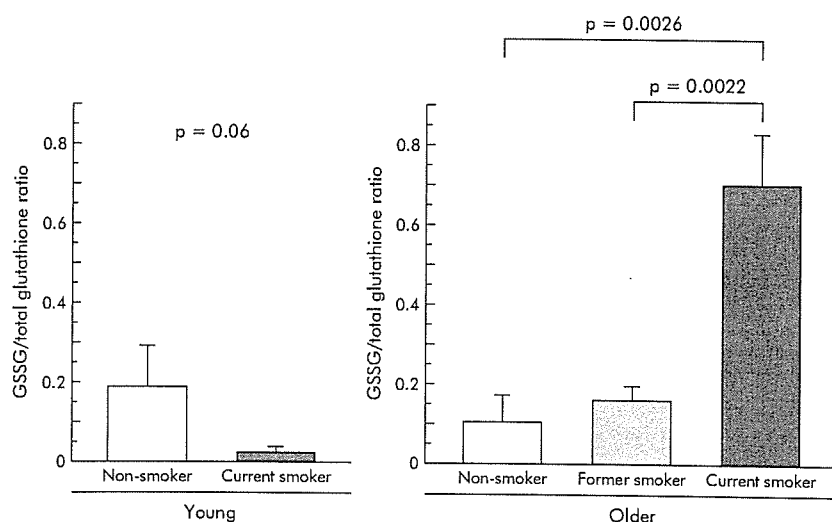 p = 0.0026
p = 0.0022
p = 0.06
GSSG/total glutathione ratio
0.8
0.6
0.4
0.2
0
Non-smoker Current smoker
Young
GSSG/total glutathione ratio
0.8
0.6
0.4
0.2
0
Non-smoker Former smoker Current smoker
Older